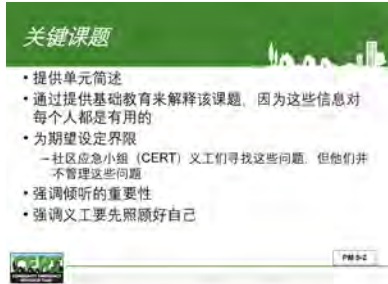 关键课题
• 提供单元简述
• 通过提供基础教育来解释该课题，因为这些信息对
每个人都是有用的
• 为期望设定界限
–社区应急小组（CERT）义工们寻找这些问题，但他们并
不管理这些问题
• 强调倾听的重要性
• 强调义工要先照顾好自己
COMMUNITY EMERGENCY
RESPONSE TEAM
PM 9-2